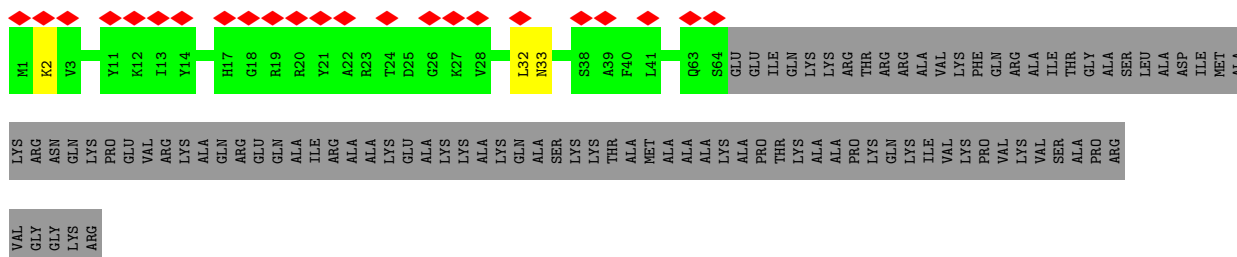 M1 K2 V3 Y11 K12 I13 Y14 H17 G18 R19 R20 Y21 A22 R23 T24 D25 G26 K27 V28 L32 N33 S38 A39 F40 L41 Q63 S64 GLU GLU ILE GLN LYS LYS ARG THR ARG ARG ALA VAL LYS PHE GLN ARG ALA ILE THR GLY ALA SER LEU ALA ASP ILE MET ALA
LYS ARG ASN GLN LYS PRO GLU VAL ARG LYS ALA GLN ARG GLU GLN ALA ILE ARG ALA ALA LYS GLU ALA LYS LYS ALA LYS GLN ALA SER LYS LYS THR ALA MET ALA ALA ALA LYS ALA PRO THR LYS ALA ALA PRO LYS GLN LYS ILE VAL LYS PRO VAL LYS VAL SER ALA PRO ARG
VAL GLY GLY LYS ARG